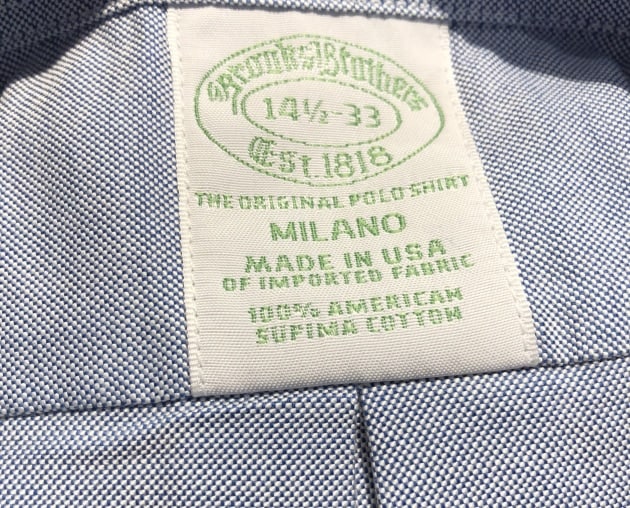 Brooks Brothers
14½-33
Est. 1818
THE ORIGINAL POLO SHIRT
MILANO
MADE IN USA
OF IMPORTED FABRIC
100% AMERICAN
SUPIMA COTTON